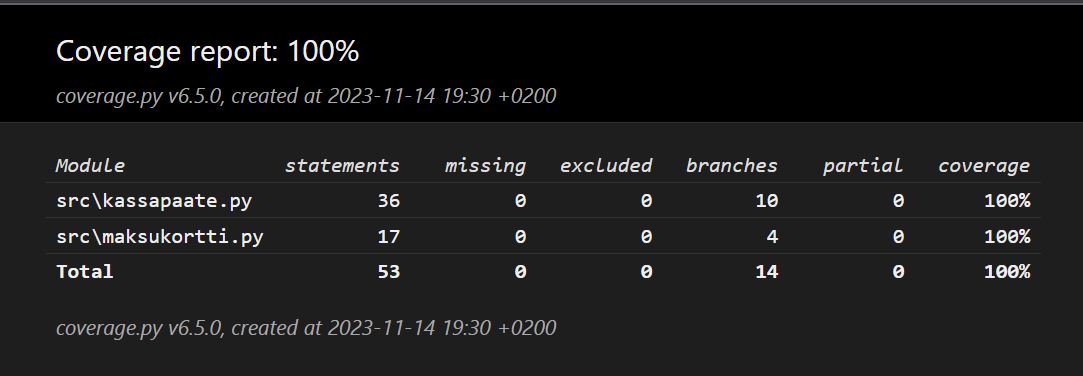 Coverage report: 100%
coverage.py v6.5.0, created at 2023-11-14 19:30 +0200
Module statements missing excluded branches partial coverage
src\kassapaate.py 36 0 0 10 0 100%
src\maksukortti.py 17 0 0 4 0 100%
Total 53 0 0 14 0 100%
coverage.py v6.5.0, created at 2023-11-14 19:30 +0200